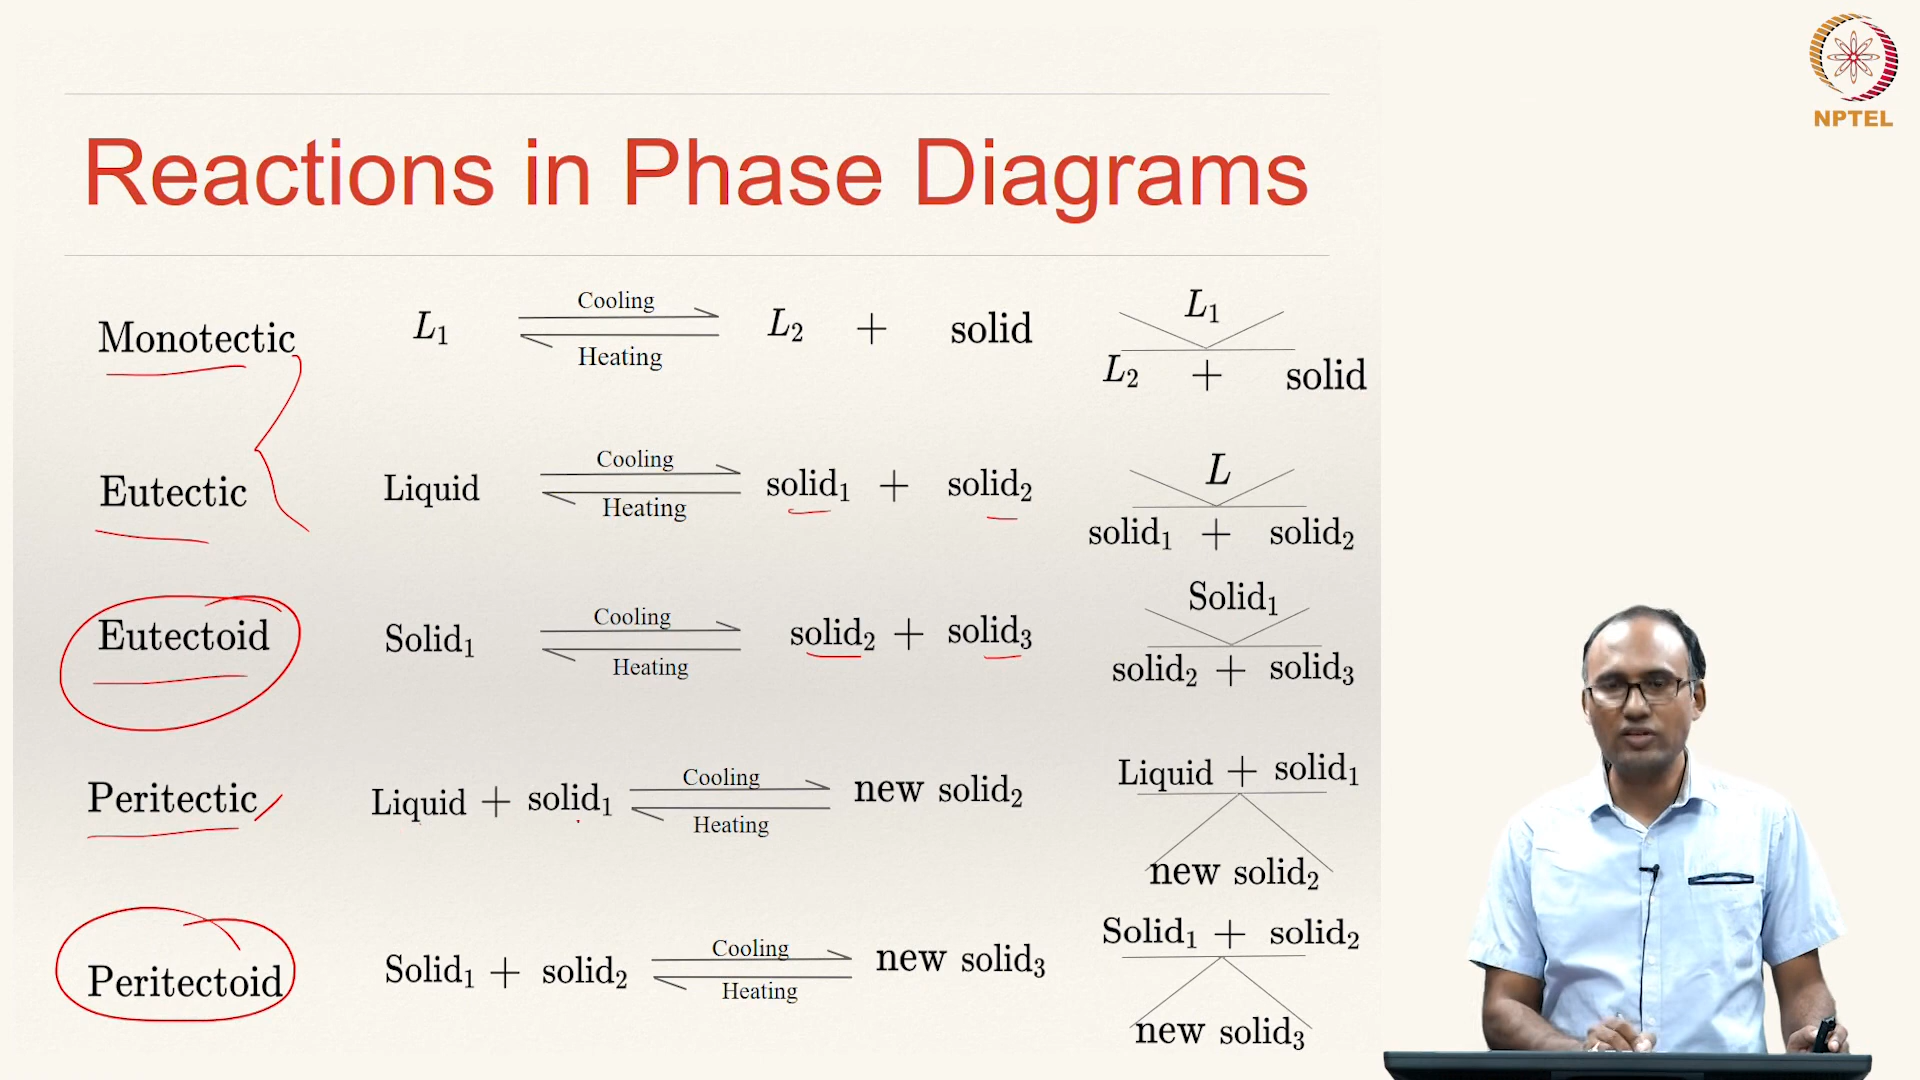 NPTEL
Reactions in Phase Diagrams
Monotectic L₁ Cooling Heating L₂ + solid
L₁
L₂ + solid
Eutectic Liquid Cooling Heating solid₁ + solid₂
L
solid₁ + solid₂
Eutectoid Solid₁ Cooling Heating solid₂ + solid₃
Solid₁
solid₂ + solid₃
Peritectic Liquid + solid₁ Cooling Heating new solid₂
Liquid + solid₁
new solid₂
Peritectoid Solid₁ + solid₂ Cooling Heating new solid₃
Solid₁ + solid₂
new solid₃